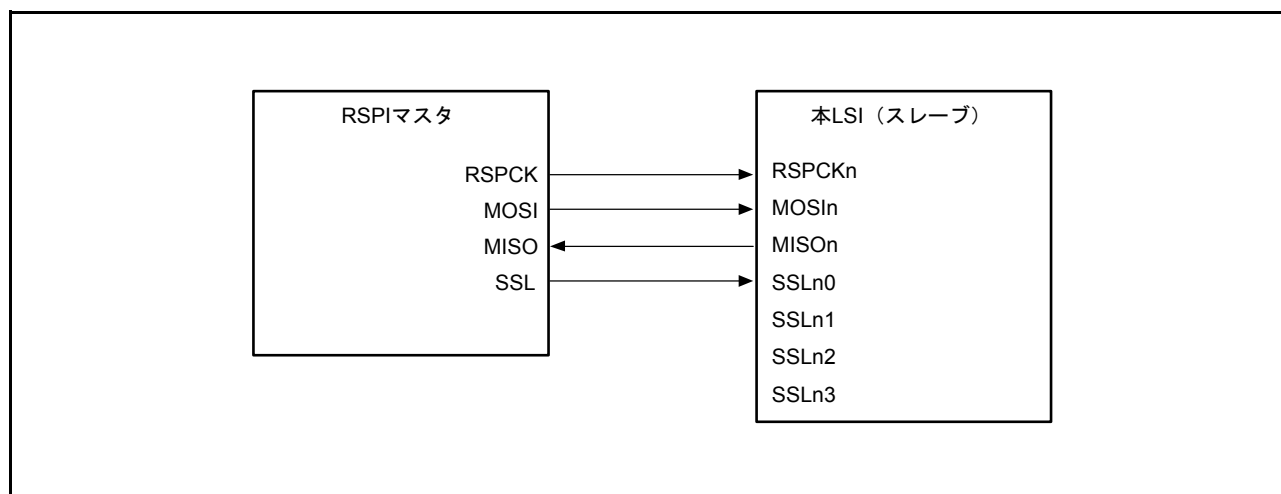 RSPIマスタ
RSPCK
MOSI
MISO
SSL
本LSI（スレーブ）
RSPCKn
MOSIn
MISOn
SSLn0
SSLn1
SSLn2
SSLn3